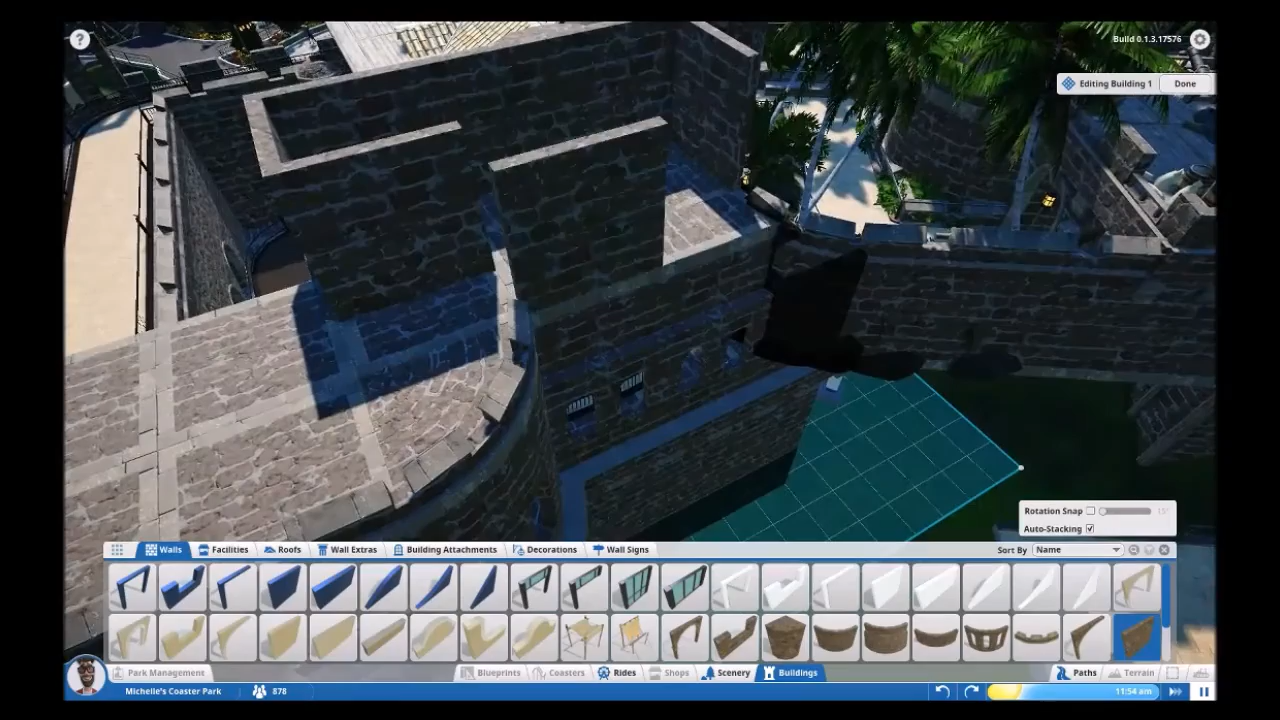 ?
Build 0.1.3.17576
Editing Building 1 Done
Rotation Snap 15°
Auto-Stacking
Walls Facilities Roofs Wall Extras Building Attachments Decorations Wall Signs Sort By Name
Park Management Blueprints Coasters Rides Shops Scenery Buildings Paths Terrain
Michelle's Coaster Park 878 11:54 am